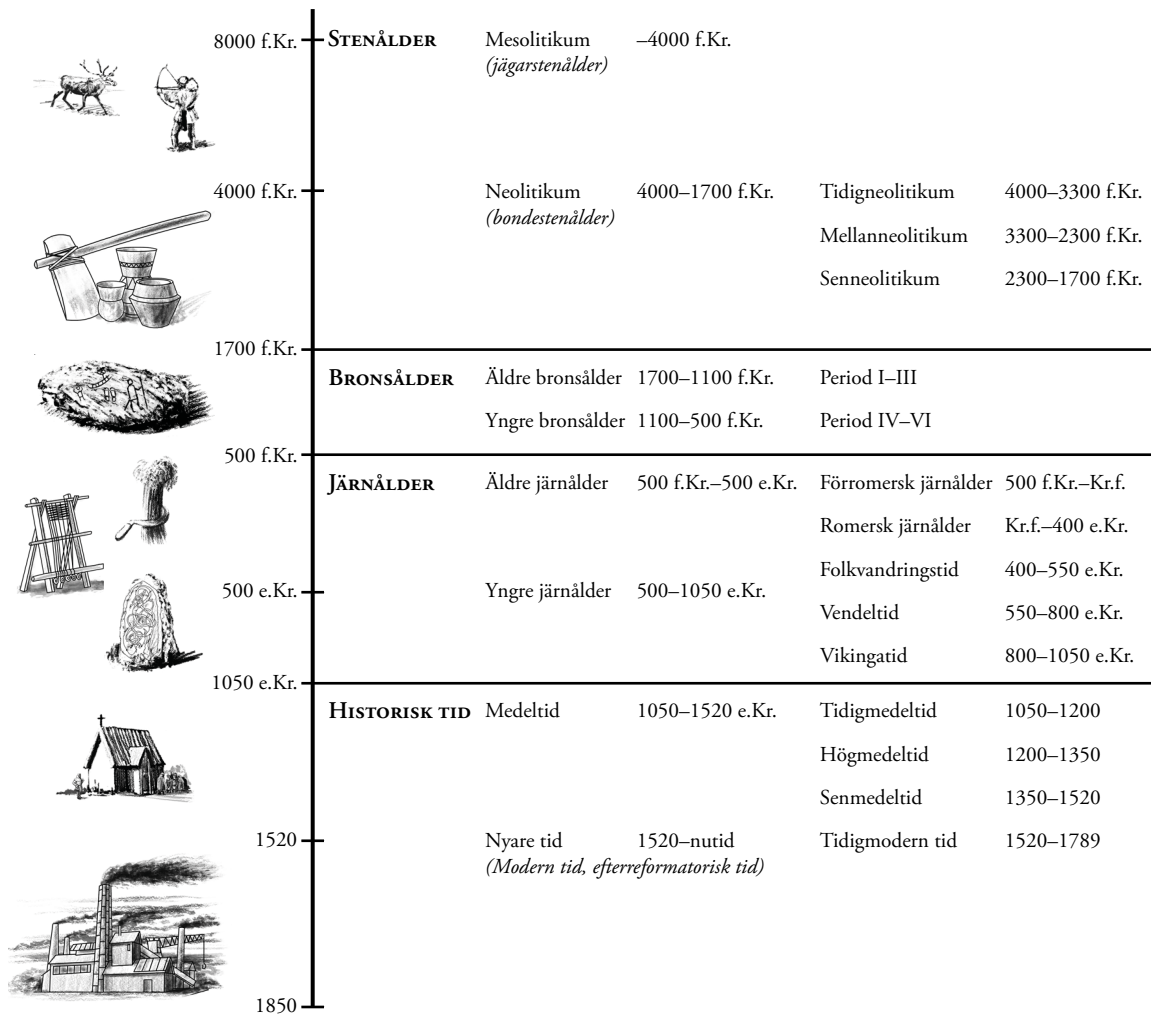 8000 f.Kr. STENÅLDER Mesolitikum –4000 f.Kr.
(jägarstenålder)
4000 f.Kr. Neolitikum 4000–1700 f.Kr. Tidigneolitikum 4000–3300 f.Kr.
(bondestenålder)
Mellanneolitikum 3300–2300 f.Kr.
Senneolitikum 2300–1700 f.Kr.
1700 f.Kr.
BRONSÅLDER Äldre bronsålder 1700–1100 f.Kr. Period I–III
Yngre bronsålder 1100–500 f.Kr. Period IV–VI
500 f.Kr.
JÄRNÅLDER Äldre järnålder 500 f.Kr.–500 e.Kr. Förromersk järnålder 500 f.Kr.–Kr.f.
Romersk järnålder Kr.f.–400 e.Kr.
Folkvandringstid 400–550 e.Kr.
500 e.Kr. Yngre järnålder 500–1050 e.Kr.
Vendeltid 550–800 e.Kr.
Vikingatid 800–1050 e.Kr.
1050 e.Kr.
HISTORISK TID Medeltid 1050–1520 e.Kr. Tidigmedeltid 1050–1200
Högmedeltid 1200–1350
Senmedeltid 1350–1520
1520 Nyare tid 1520–nutid Tidigmodern tid 1520–1789
(Modern tid, efterreformatorisk tid)
1850